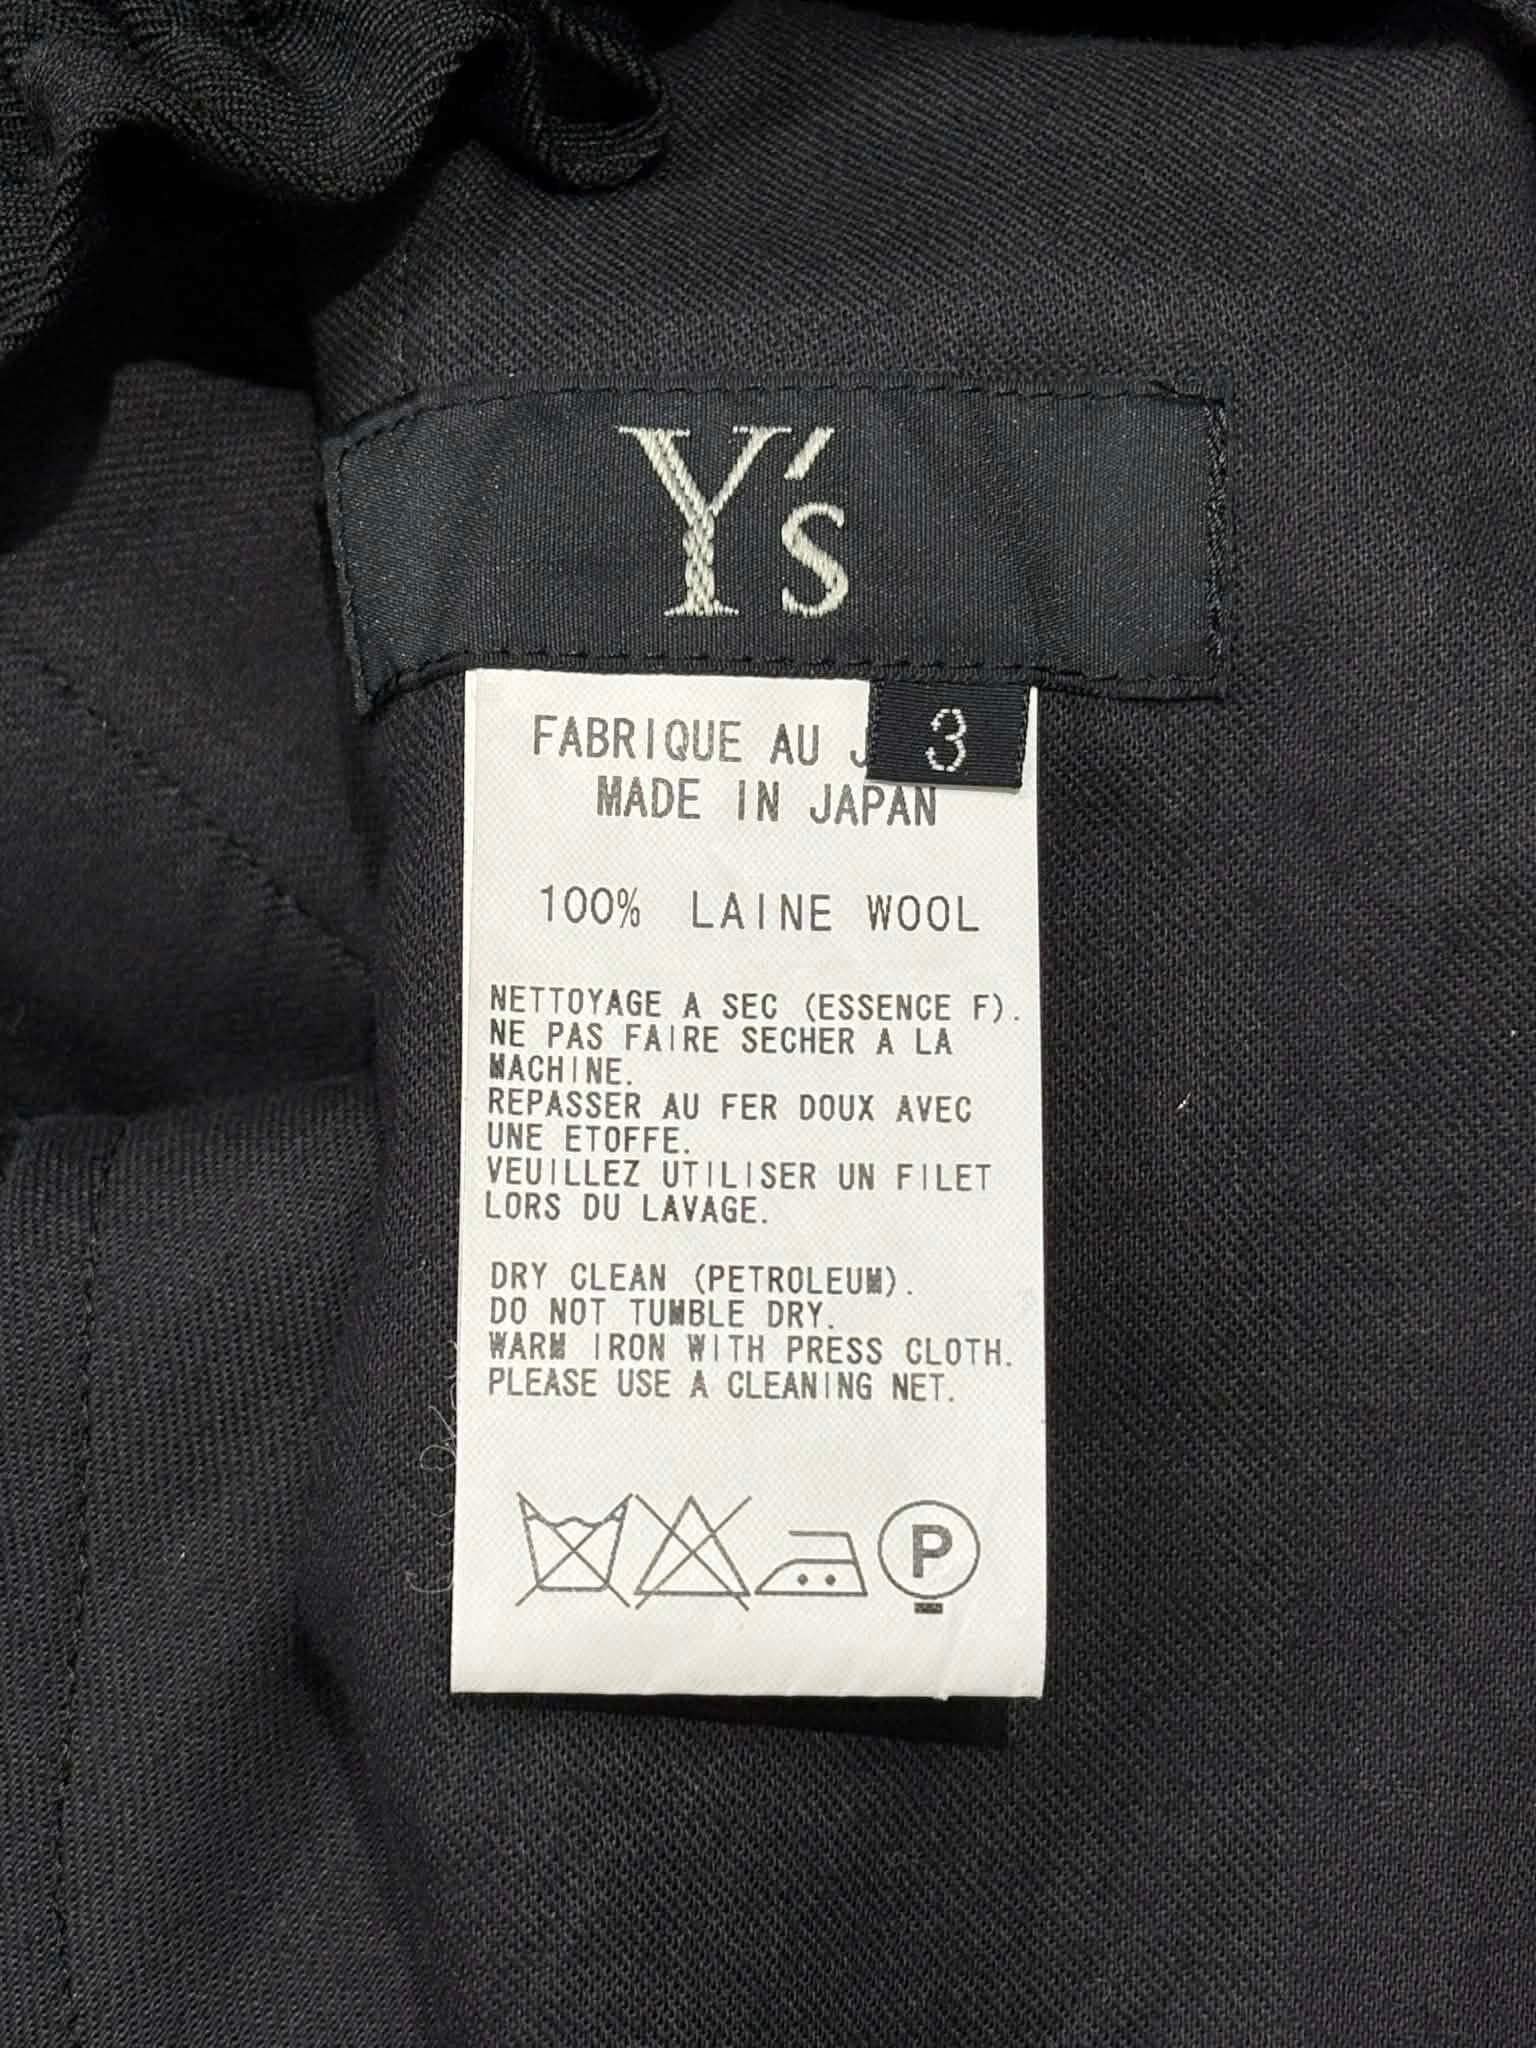 Y's
3
FABRIQUE AU
MADE IN JAPAN
100% LAINE WOOL
NETTOYAGE A SEC (ESSENCE F).
NE PAS FAIRE SECHER A LA
MACHINE.
REPASSER AU FER DOUX AVEC
UNE ETOFFE.
VEUILLEZ UTILISER UN FILET
LORS DU LAVAGE.
DRY CLEAN (PETROLEUM).
DO NOT TUMBLE DRY.
WARM IRON WITH PRESS CLOTH.
PLEASE USE A CLEANING NET.
P